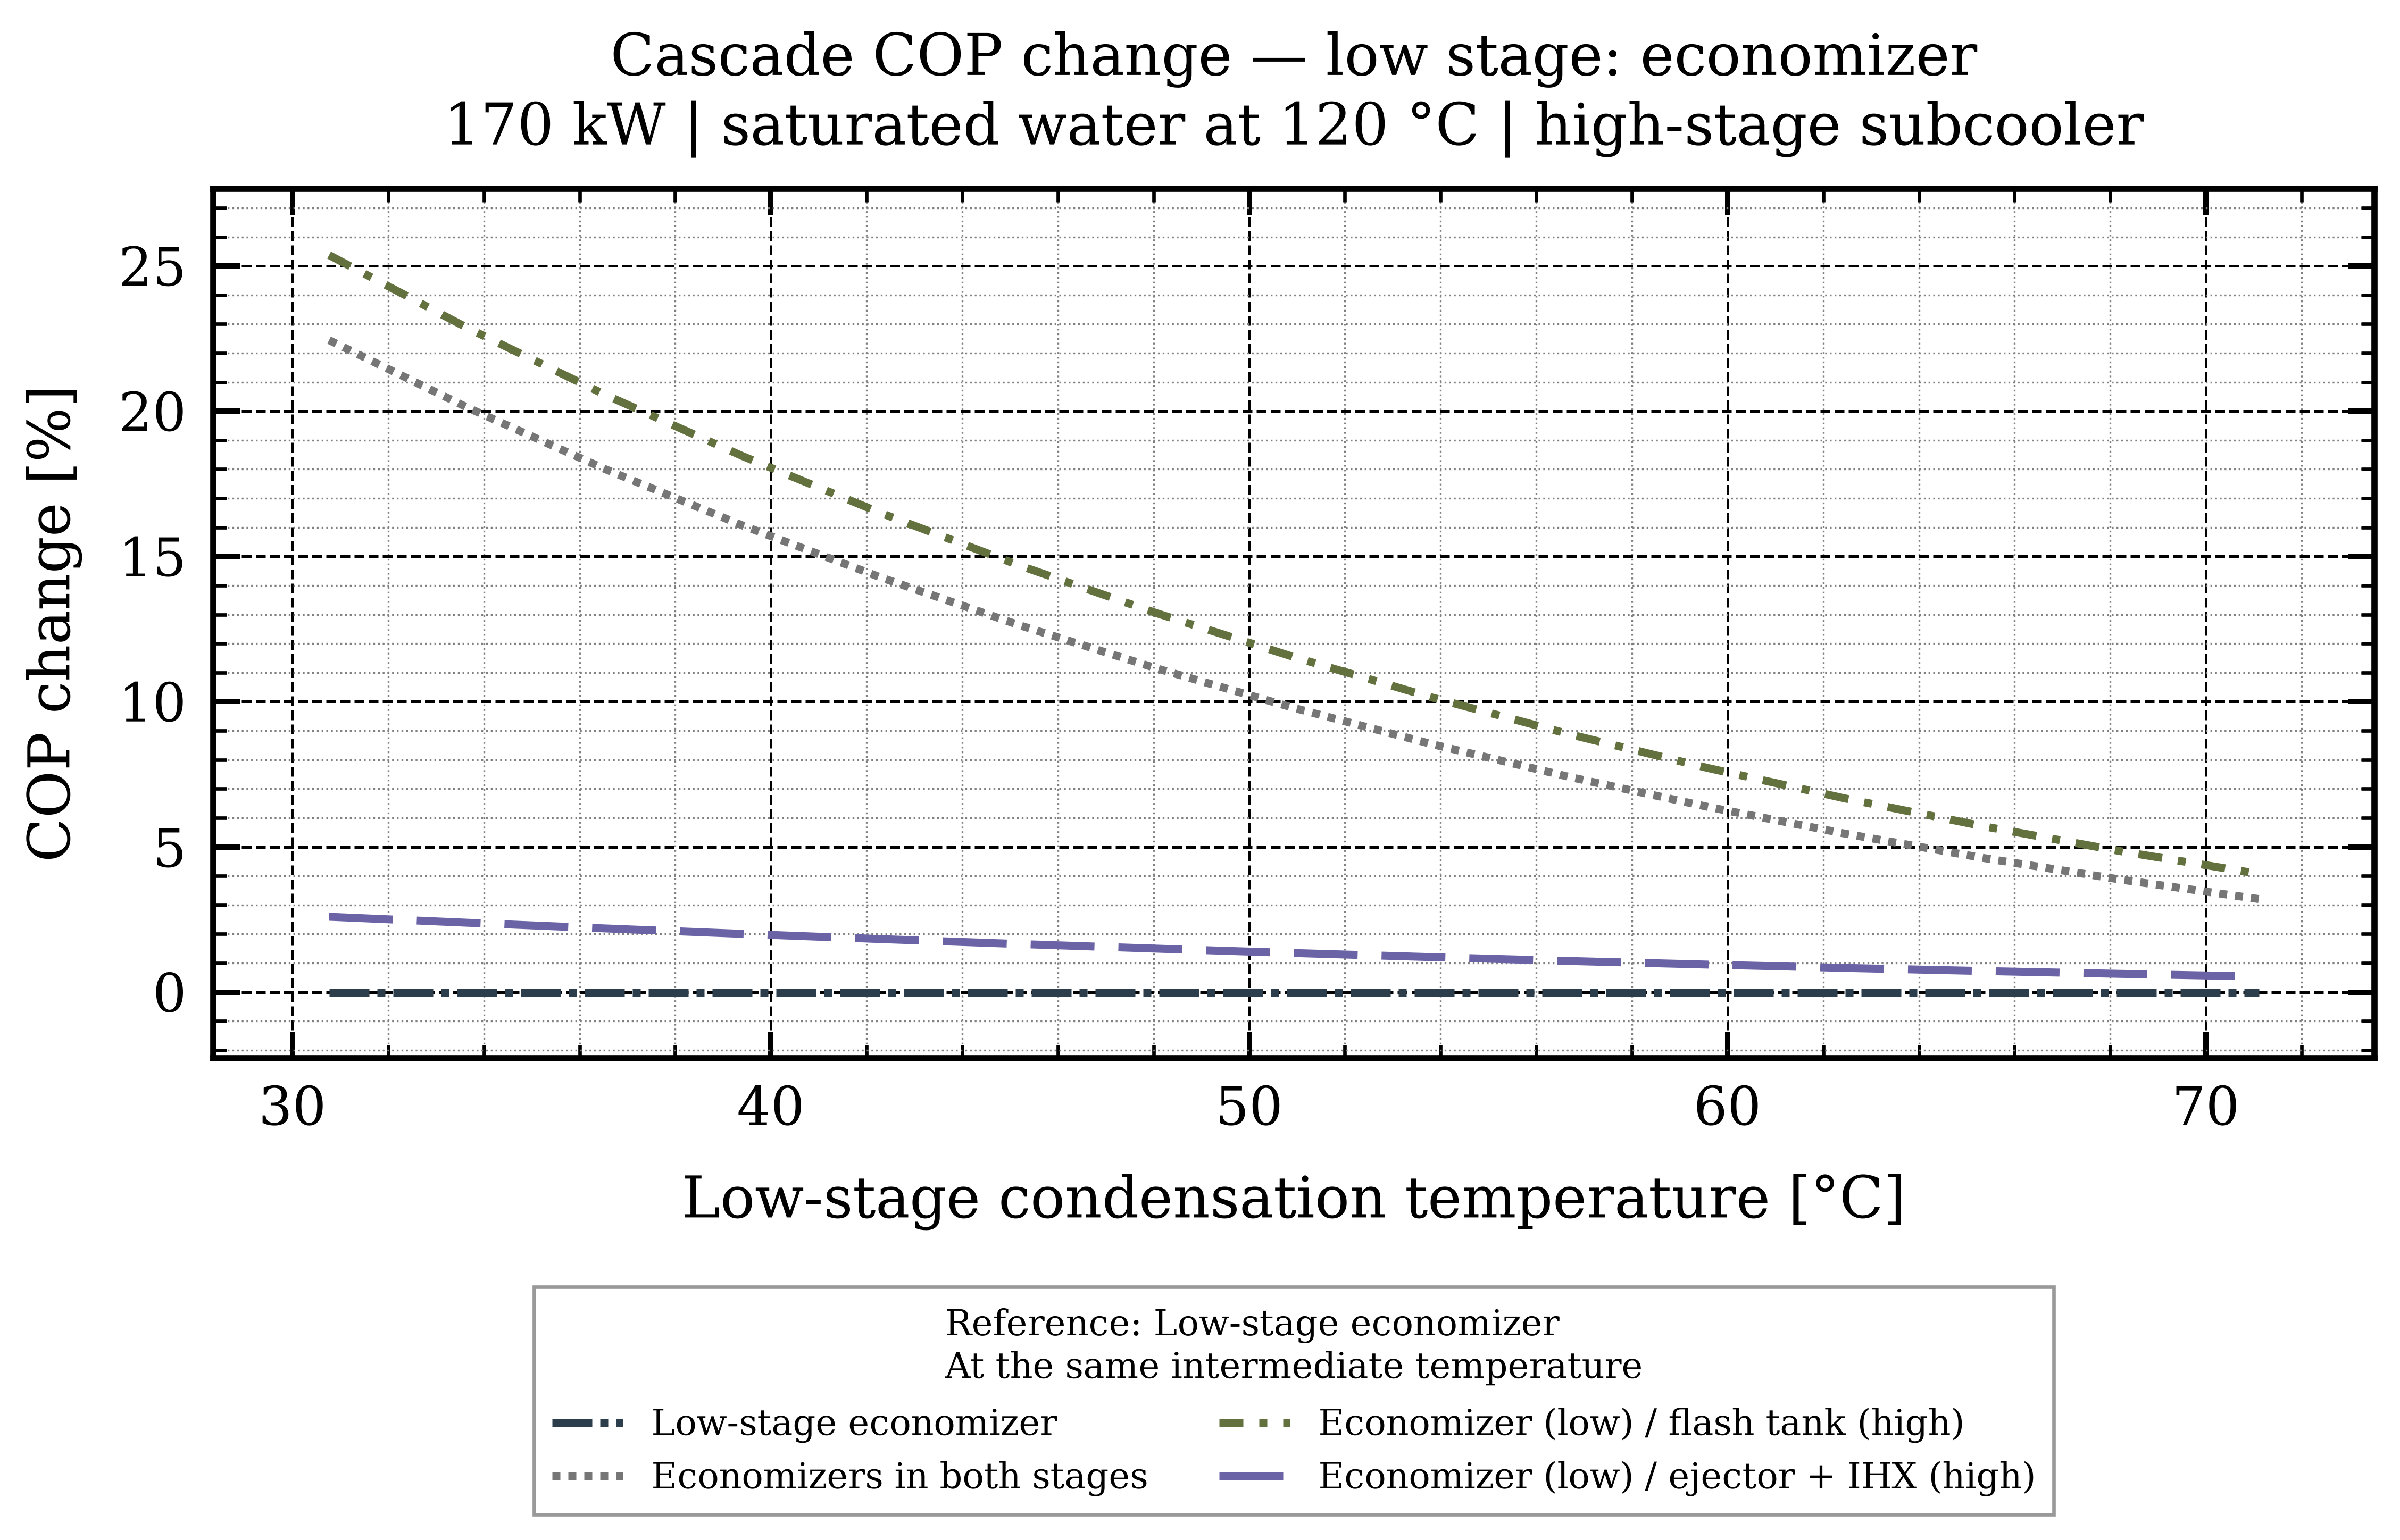 Cascade COP change — low stage: economizer
170 kW | saturated water at 120 °C | high-stage subcooler
COP change [%]
25
20
15
10
5
0
30 40 50 60 70
Low-stage condensation temperature [°C]
Reference: Low-stage economizer
At the same intermediate temperature
Low-stage economizer
Economizers in both stages
Economizer (low) / flash tank (high)
Economizer (low) / ejector + IHX (high)